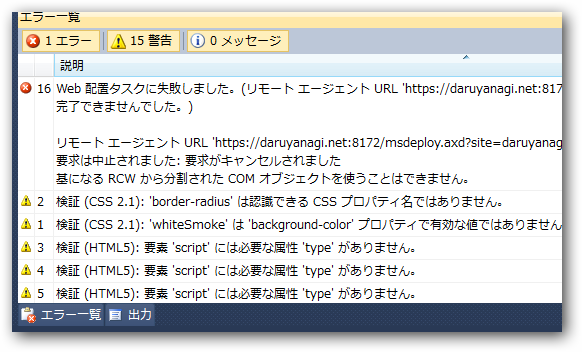 エラー一覧
1 エラー 15 警告 0 メッセージ
説明
16 Web 配置タスクに失敗しました。(リモート エージェント URL 'https://daruyanagi.net:817
完了できませんでした。)
リモート エージェント URL 'https://daruyanagi.net:8172/msdeploy.axd?site=daruyanag
要求は中止されました: 要求がキャンセルされました
基になる RCW から分割された COM オブジェクトを使うことはできません。
2 検証 (CSS 2.1): 'border-radius' は認識できる CSS プロパティ名ではありません。
1 検証 (CSS 2.1): 'whiteSmoke' は 'background-color' プロパティで有効な値ではありません
3 検証 (HTML5): 要素 'script' には必要な属性 'type' がありません。
4 検証 (HTML5): 要素 'script' には必要な属性 'type' がありません。
5 検証 (HTML5): 要素 'script' には必要な属性 'type' がありません。
エラー一覧 出力